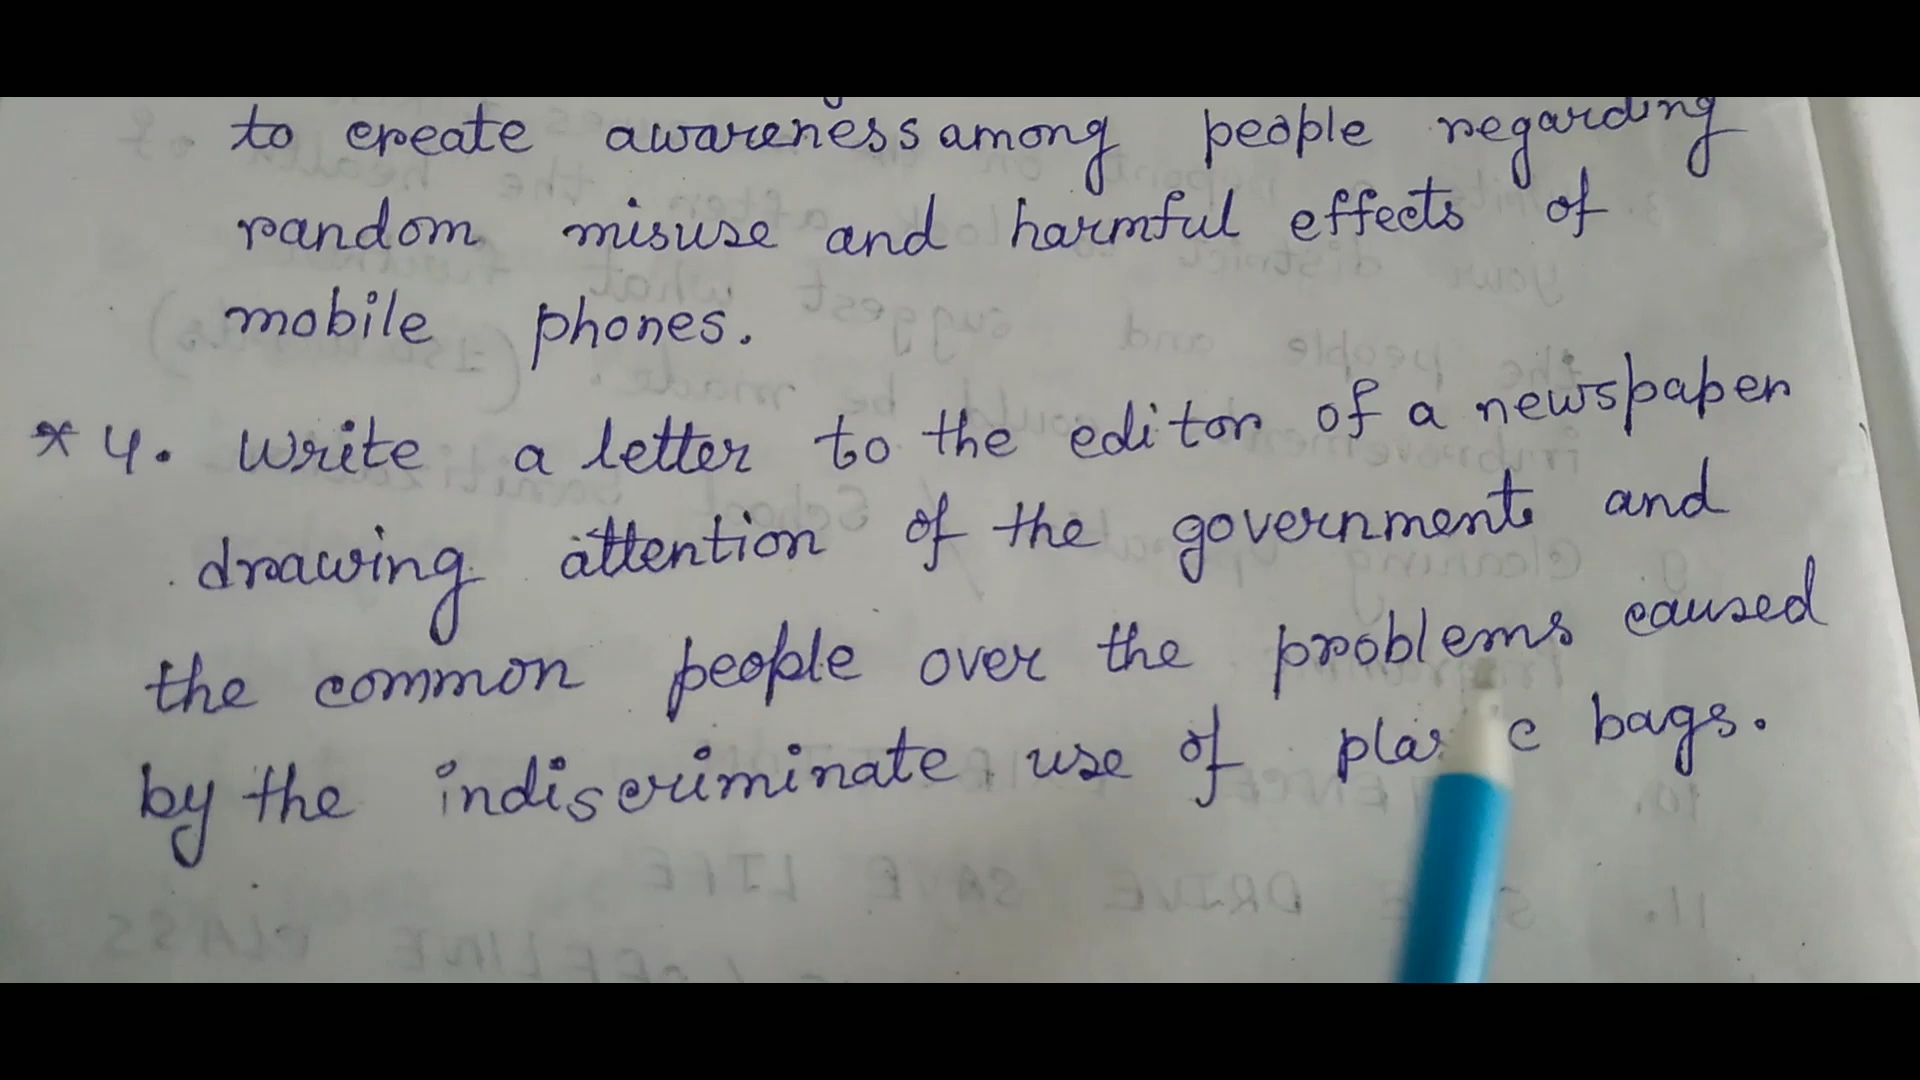 to create awareness among people regarding
random misuse and harmful effects of
mobile phones.
* 4. Write a letter to the editor of a newspaper
drawing attention of the government and
the common people over the problems caused
by the indiscriminate use of plac bags.